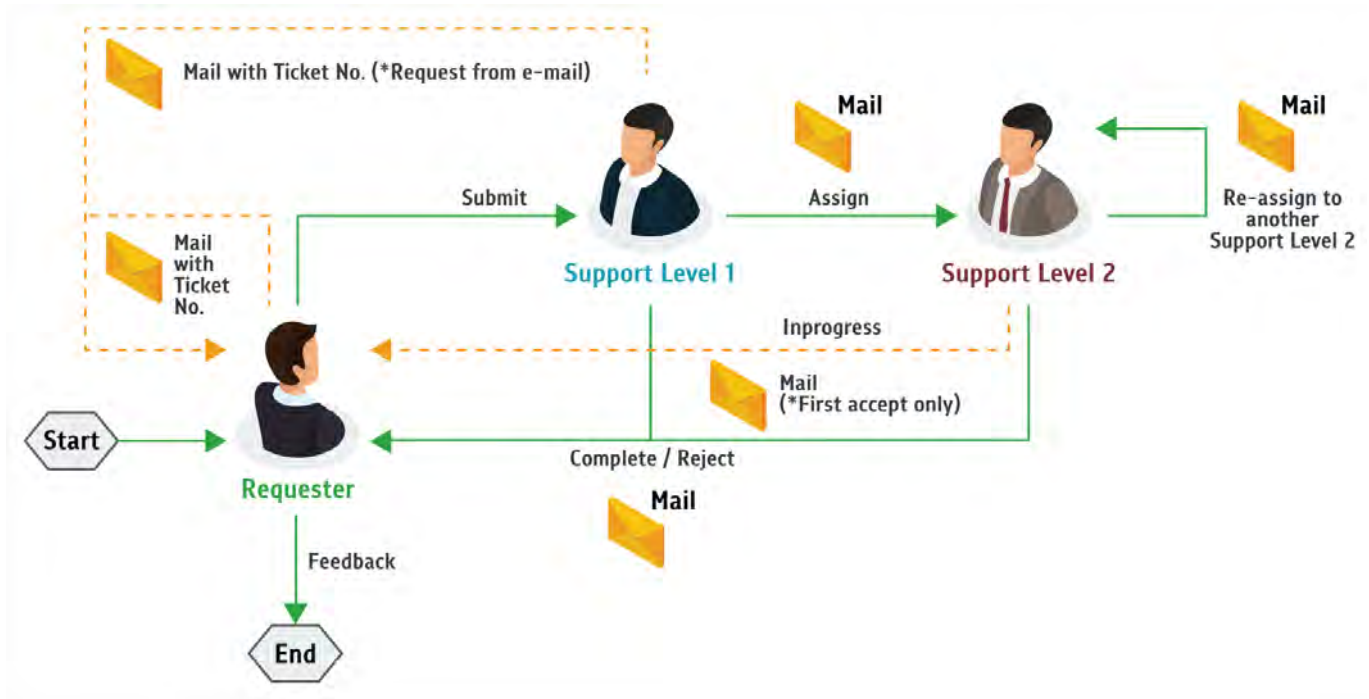 Mail with Ticket No. (*Request from e-mail)
Mail
Mail
Submit
Assign
Re-assign to
another
Support Level 2
Mail
with
Ticket
No.
Support Level 1
Support Level 2
Inprogress
Mail
(*First accept only)
Start
Complete / Reject
Requester
Mail
Feedback
End